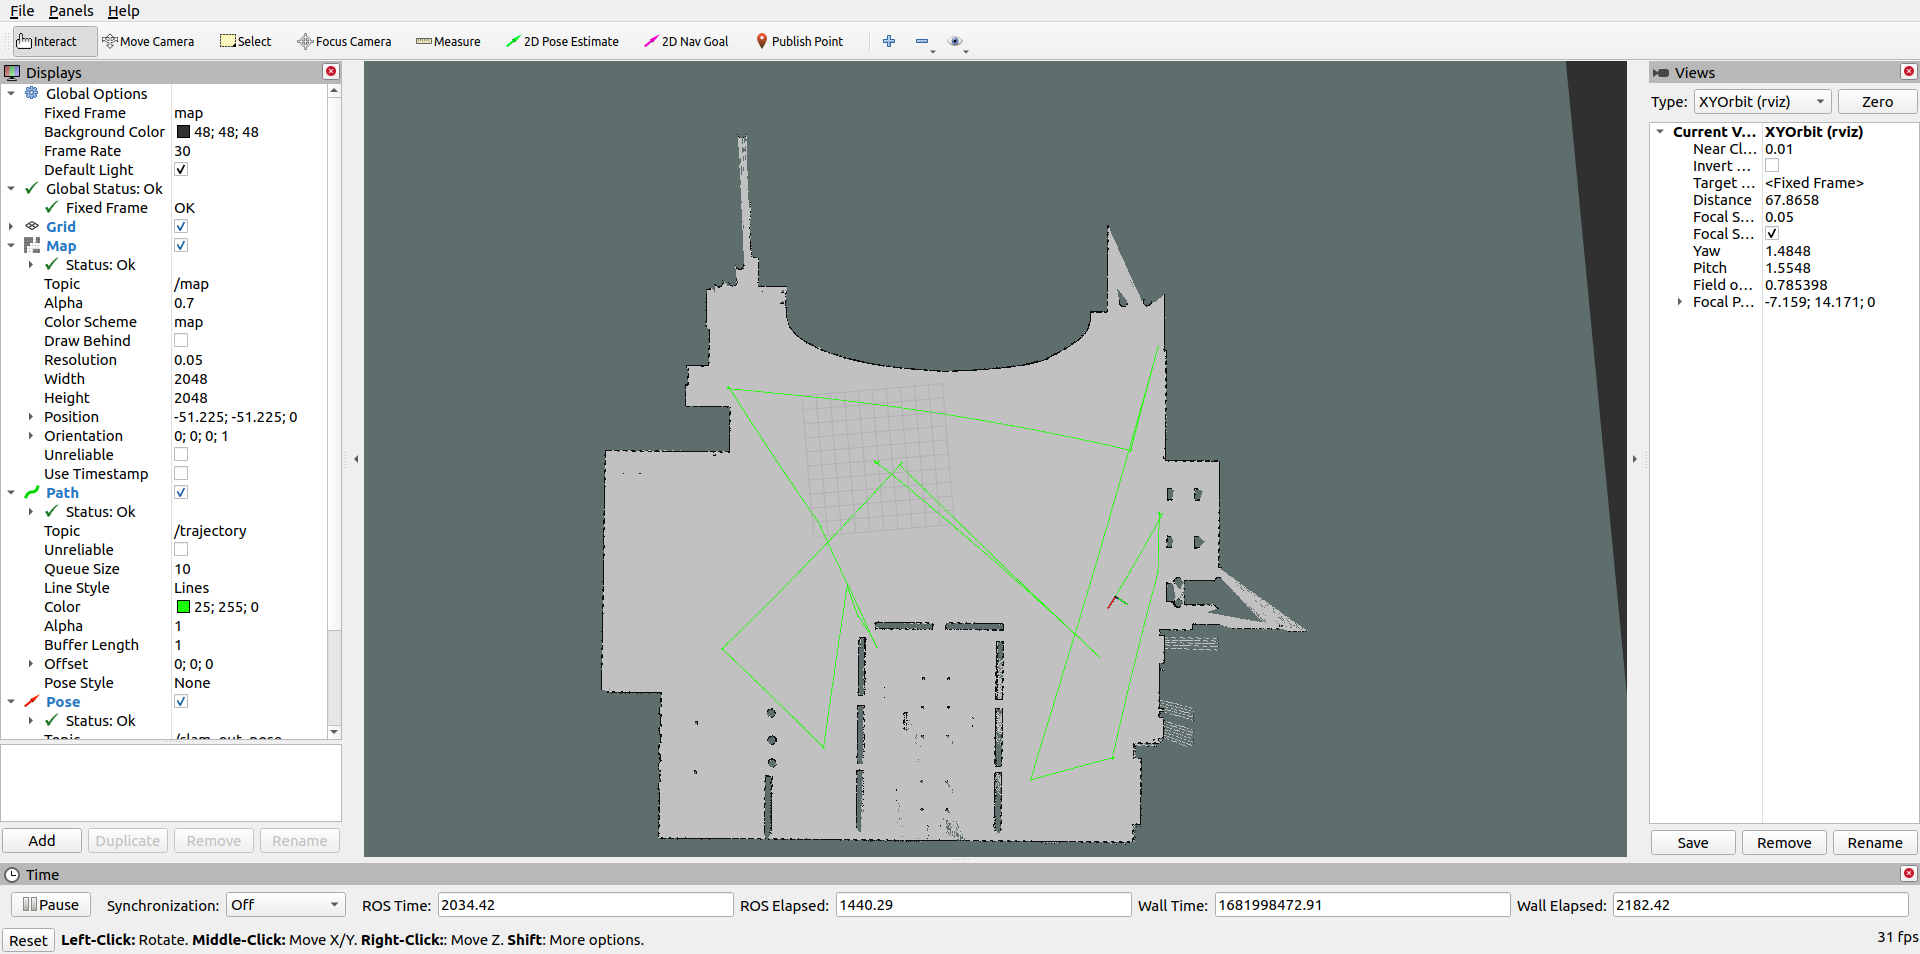 File Panels Help
Interact Move Camera Select Focus Camera Measure 2D Pose Estimate 2D Nav Goal Publish Point
Displays
Global Options
Fixed Frame map
Background Color 48; 48; 48
Frame Rate 30
Default Light
Global Status: Ok
Fixed Frame OK
Grid
Map
Status: Ok
Topic /map
Alpha 0.7
Color Scheme map
Draw Behind
Resolution 0.05
Width 2048
Height 2048
Position -51.225; -51.225; 0
Orientation 0; 0; 0; 1
Unreliable
Use Timestamp
Path
Status: Ok
Topic /trajectory
Unreliable
Queue Size 10
Line Style Lines
Color 25; 255; 0
Alpha 1
Buffer Length 1
Offset 0; 0; 0
Pose Style None
Pose
Status: Ok
Topic /slam_out_pose
Add Duplicate Remove Rename
Views
Type: XYOrbit (rviz) Zero
Current V... XYOrbit (rviz)
Near Cl... 0.01
Invert ...
Target ... <Fixed Frame>
Distance 67.8658
Focal S... 0.05
Focal S...
Yaw 1.4848
Pitch 1.5548
Field o... 0.785398
Focal P... -7.159; 14.171; 0
Save Remove Rename
Time
Pause Synchronization: Off ROS Time: 2034.42 ROS Elapsed: 1440.29 Wall Time: 1681998472.91 Wall Elapsed: 2182.42
Reset Left-Click: Rotate. Middle-Click: Move X/Y. Right-Click:: Move Z. Shift: More options. 31 fps